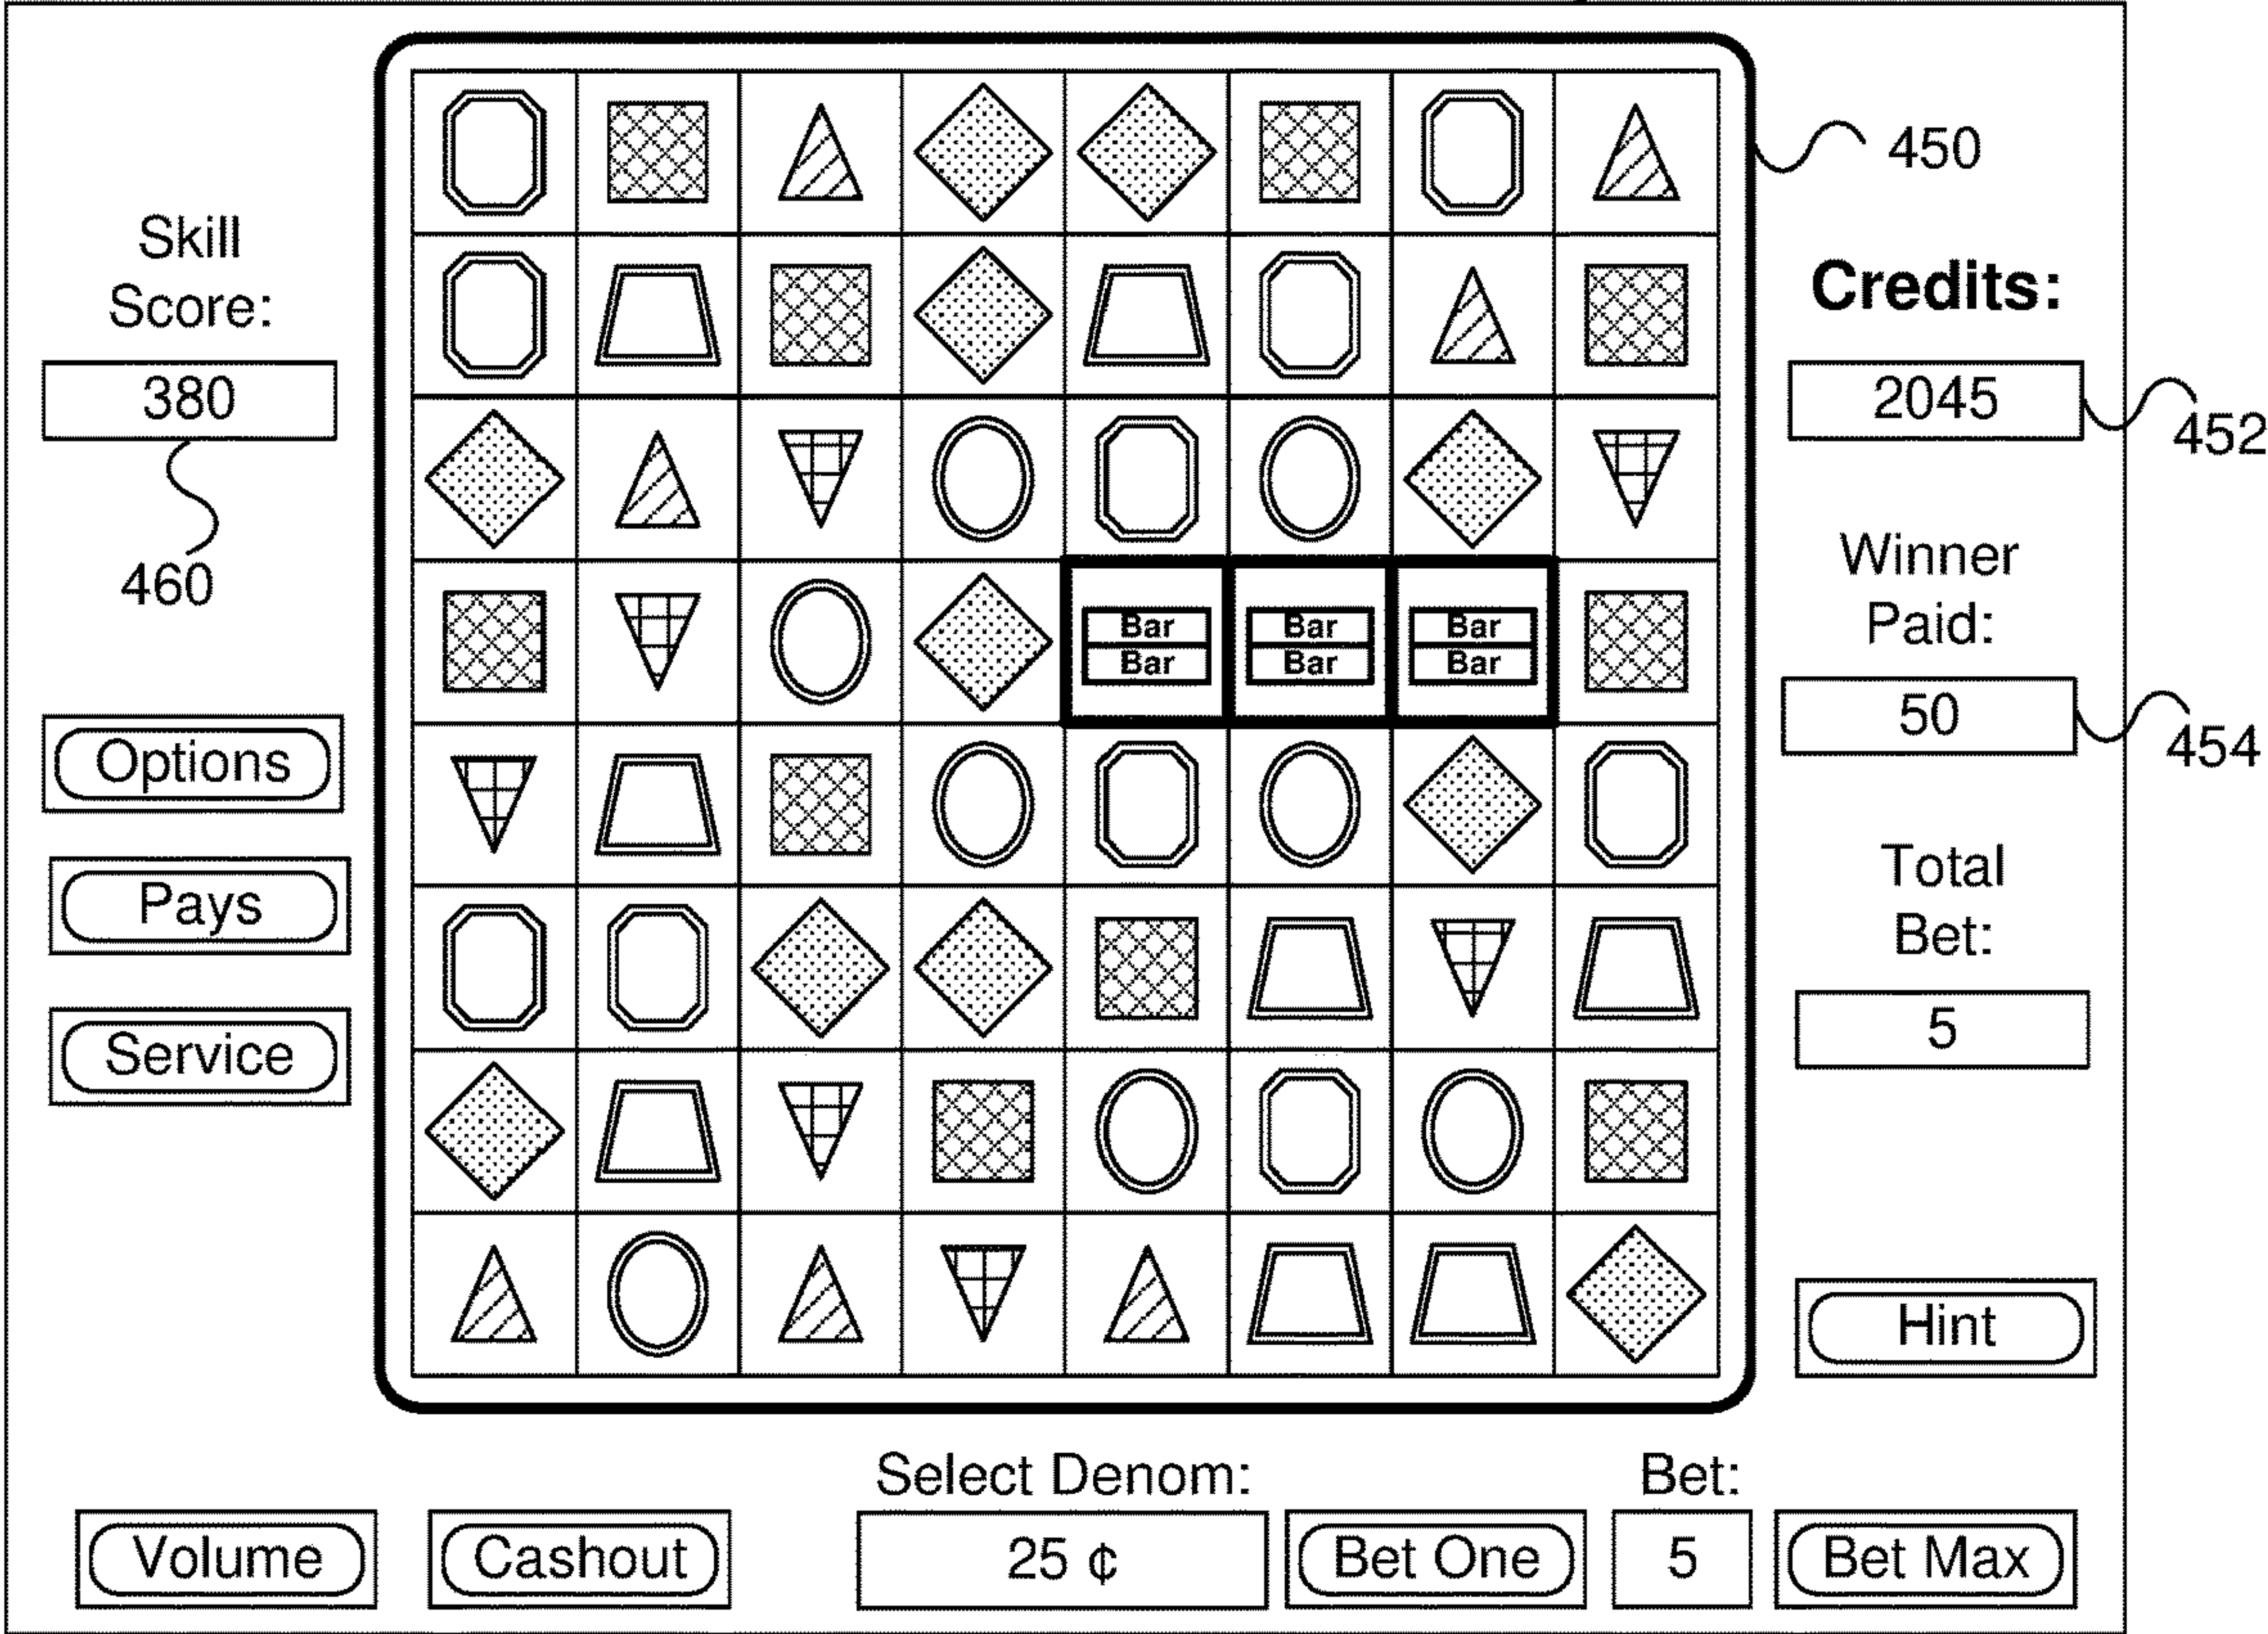 450
Skill
Score:
380
460
Credits:
2045
452
Winner
Paid:
50
454
Bar Bar Bar
Bar Bar Bar
Options
Pays
Service
Total
Bet:
5
Hint
Select Denom:
Bet:
Volume
Cashout
25 ¢
Bet One
5
Bet Max